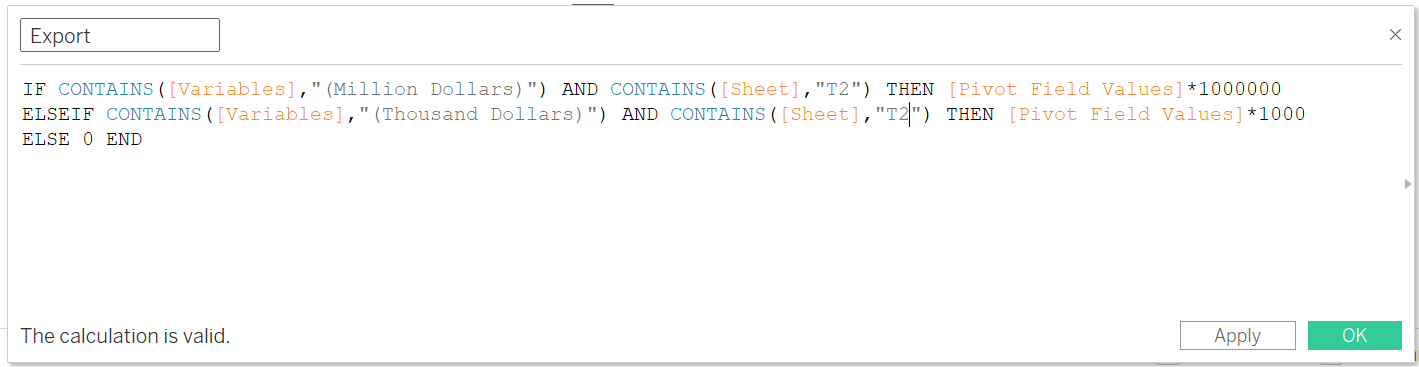 Export
IF CONTAINS([Variables],"(Million Dollars)") AND CONTAINS([Sheet],"T2") THEN [Pivot Field Values]*1000000
ELSEIF CONTAINS([Variables],"(Thousand Dollars)") AND CONTAINS([Sheet],"T2") THEN [Pivot Field Values]*1000
ELSE 0 END
The calculation is valid.
Apply
OK